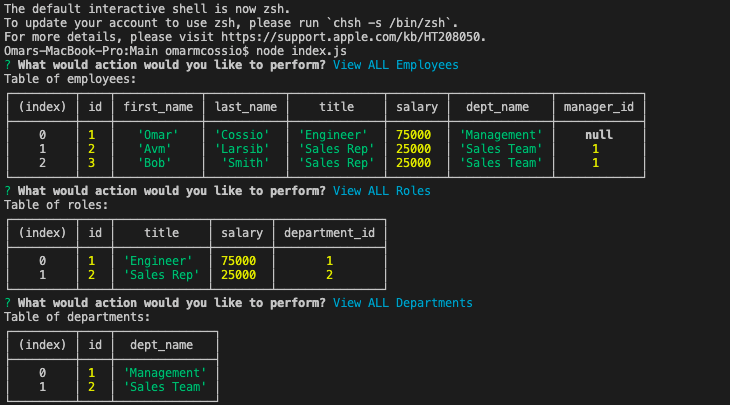 The default interactive shell is now zsh.
To update your account to use zsh, please run `chsh -s /bin/zsh`.
For more details, please visit https://support.apple.com/kb/HT208050.
Omars-MacBook-Pro:Main omarmcossio$ node index.js
? What would action would you like to perform? View ALL Employees
Table of employees:
(index) id first_name last_name title salary dept_name manager_id
0 1 'Omar' 'Cossio' 'Engineer' 75000 'Management' null
1 2 'Avm' 'Larsib' 'Sales Rep' 25000 'Sales Team' 1
2 3 'Bob' 'Smith' 'Sales Rep' 25000 'Sales Team' 1
? What would action would you like to perform? View ALL Roles
Table of roles:
(index) id title salary department_id
0 1 'Engineer' 75000 1
1 2 'Sales Rep' 25000 2
? What would action would you like to perform? View ALL Departments
Table of departments:
(index) id dept_name
0 1 'Management'
1 2 'Sales Team'